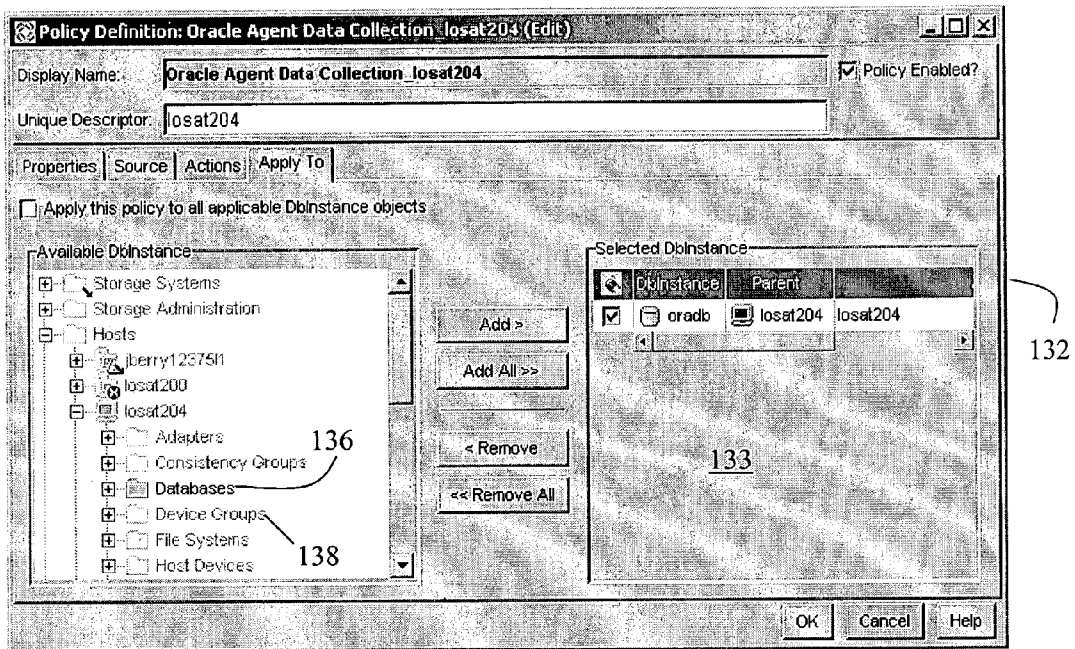 Policy Definition: Oracle Agent Data Collection_losat204 (Edit)
Display Name: Oracle Agent Data Collection_losat204
Policy Enabled?
Unique Descriptor: losat204
Properties Source Actions Apply To
Apply this policy to all applicable DbInstance objects
Available DbInstance
Storage Systems
Storage Administration
Hosts
jberry12375l1
losat200
losat204
Adapters
Consistency Groups
Databases
Device Groups
File Systems
Host Devices
136
138
Add >
Add All >>
< Remove
<< Remove All
Selected DbInstance
DbInstance Parent
oradb losat204 losat204
133
132
OK Cancel Help